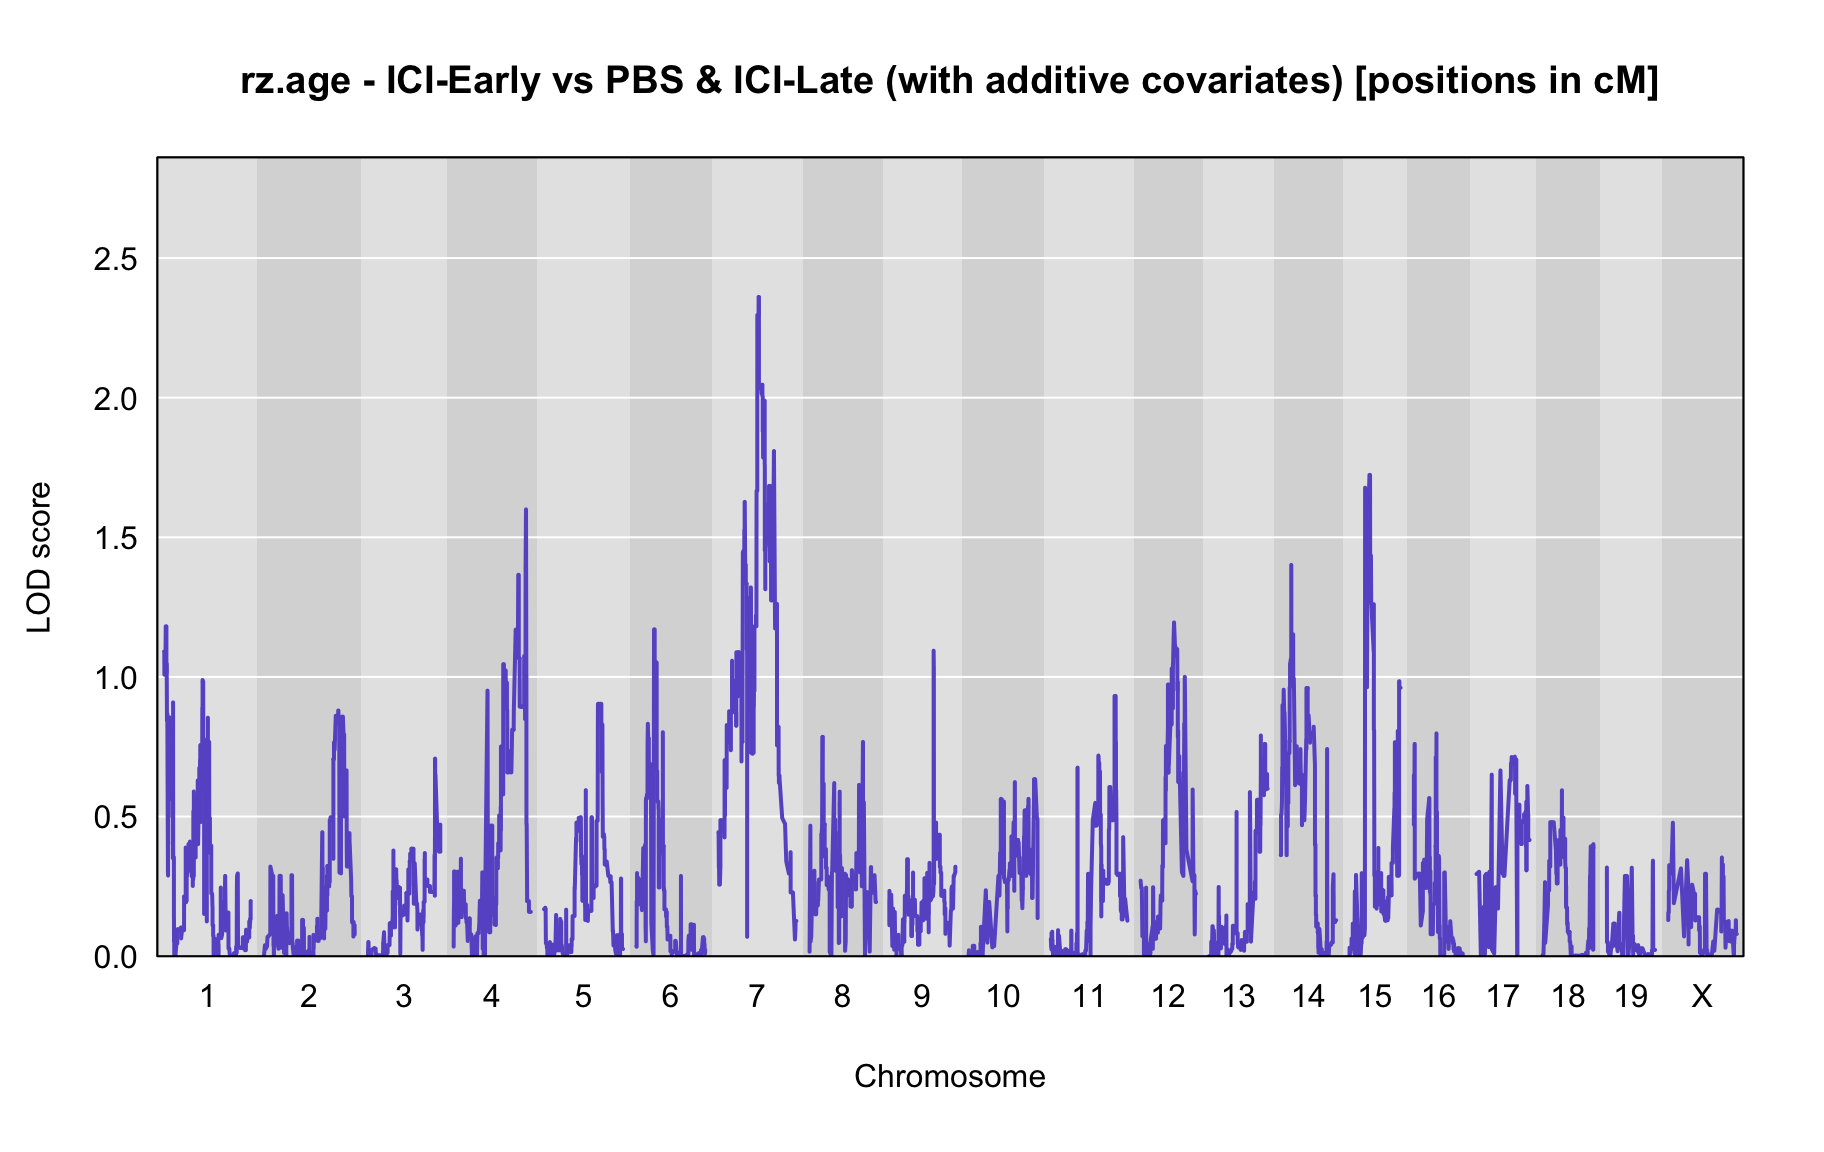 rz.age - ICI-Early vs PBS & ICI-Late (with additive covariates) [positions in cM]
LOD score
2.5
2.0
1.5
1.0
0.5
0.0
1 2 3 4 5 6 7 8 9 10 11 12 13 14 15 16 17 18 19 X
Chromosome